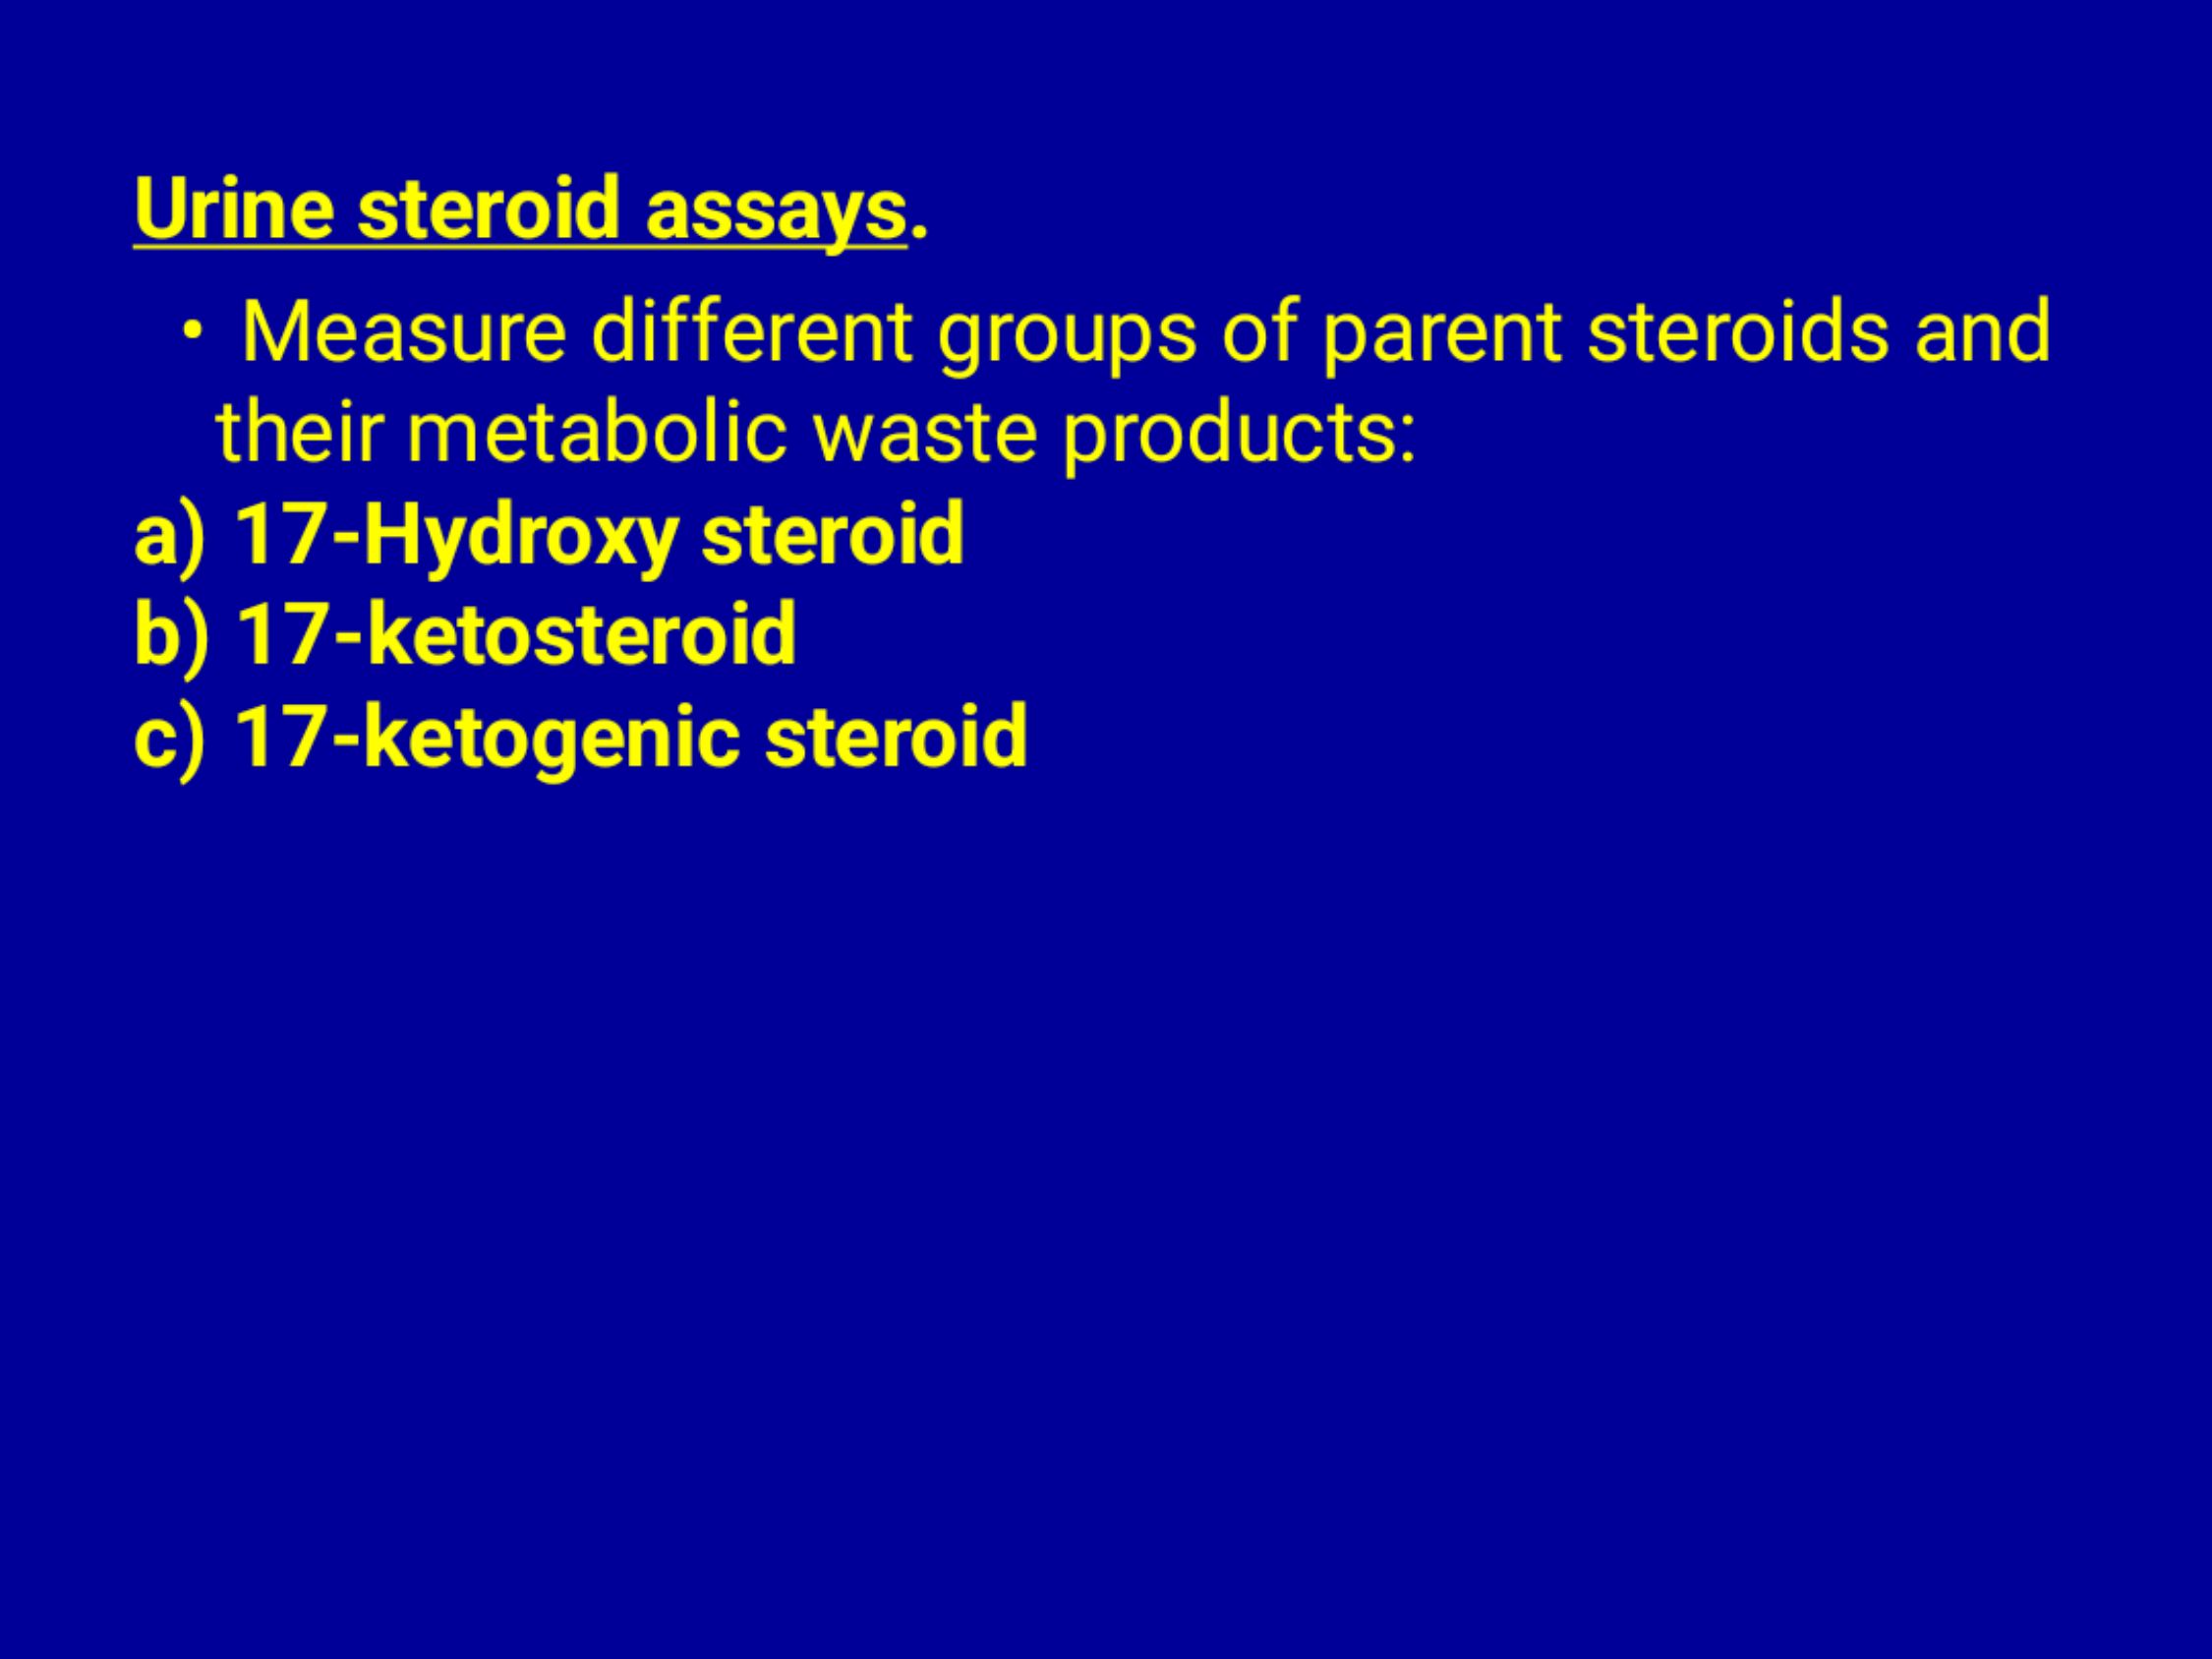 Urine steroid assays.
• Measure different groups of parent steroids and
their metabolic waste products:
a) 17-Hydroxy steroid
b) 17-ketosteroid
c) 17-ketogenic steroid